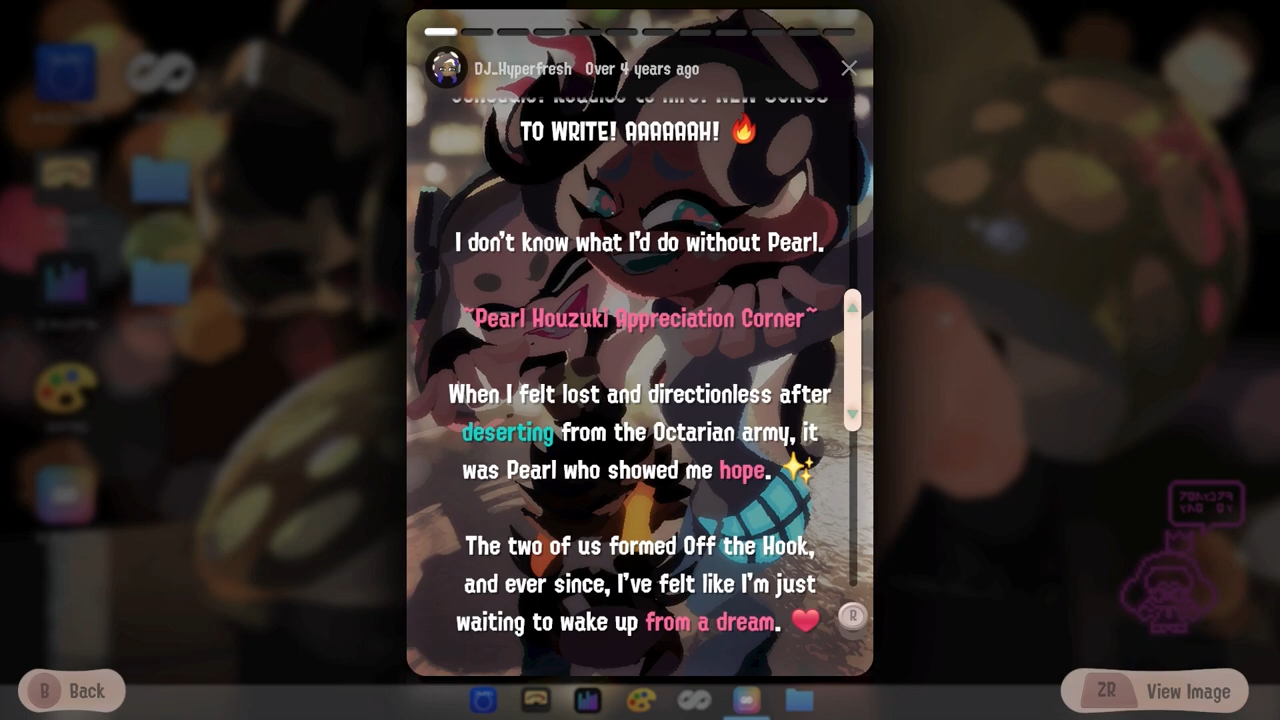 DJ_Hyperfresh Over 4 years ago
TO WRITE! AAAAAAH! 🔥
I don't know what I'd do without Pearl.
~Pearl Houzuki Appreciation Corner~
When I felt lost and directionless after
deserting from the Octarian army, it
was Pearl who showed me hope. ✨
The two of us formed Off the Hook,
and ever since, I've felt like I'm just
waiting to wake up from a dream. ❤️
R
B Back
ZR View Image